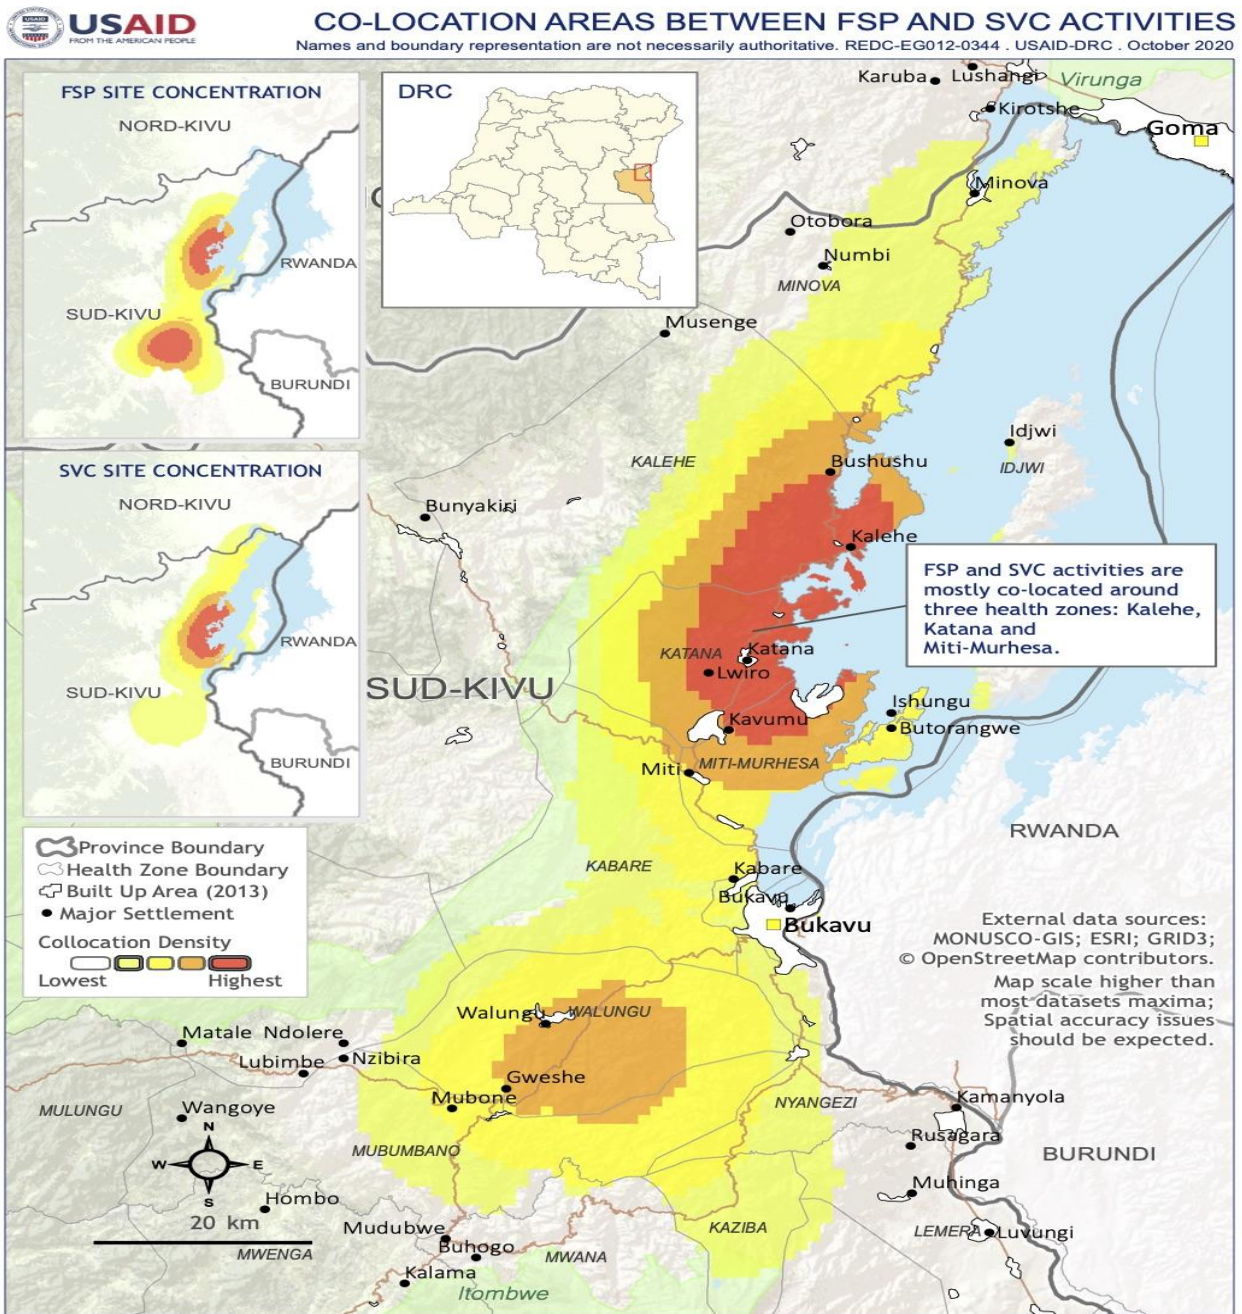 USAID
FROM THE AMERICAN PEOPLE
CO-LOCATION AREAS BETWEEN FSP AND SVC ACTIVITIES
Names and boundary representation are not necessarily authoritative. REDC-EG012-0344 . USAID-DRC . October 2020
FSP SITE CONCENTRATION
NORD-KIVU
RWANDA
SUD-KIVU
BURUNDI
DRC
SVC SITE CONCENTRATION
NORD-KIVU
RWANDA
SUD-KIVU
BURUNDI
Karuba
Lushangi
Virunga
Kirotshe
Goma
Minova
Otobora
Numbi
MINOVA
Musenge
Idjwi
IDJWI
KALEHE
Bushushu
Bunyakiri
Kalehe
FSP and SVC activities are
mostly co-located around
three health zones: Kalehe,
Katana and
Miti-Murhesa.
KATANA
Katana
Lwiro
SUD-KIVU
Ishungu
Kavumu
Butorangwe
Miti
MITI-MURHESA
RWANDA
KABARE
Kabare
Bukavu
Bukavu
Province Boundary
Health Zone Boundary
Built Up Area (2013)
Major Settlement
Collocation Density
Lowest
Highest
External data sources:
MONUSCO-GIS; ESRI; GRID3;
© OpenStreetMap contributors.
Map scale higher than
most datasets maxima;
Spatial accuracy issues
should be expected.
Walungu
WALUNGU
Matale
Ndolere
Lubimbe
Nzibira
Gweshe
Mubone
MULUNGU
Wangoye
NYANGEZI
Kamanyola
Rusagara
BURUNDI
MUBUMBANO
N
W
E
S
Muhinga
Hombo
20 km
Mudubwe
KAZIBA
LEMERA
Luvungi
MWENGA
Buhogo
MWANA
Kalama
Itombwe